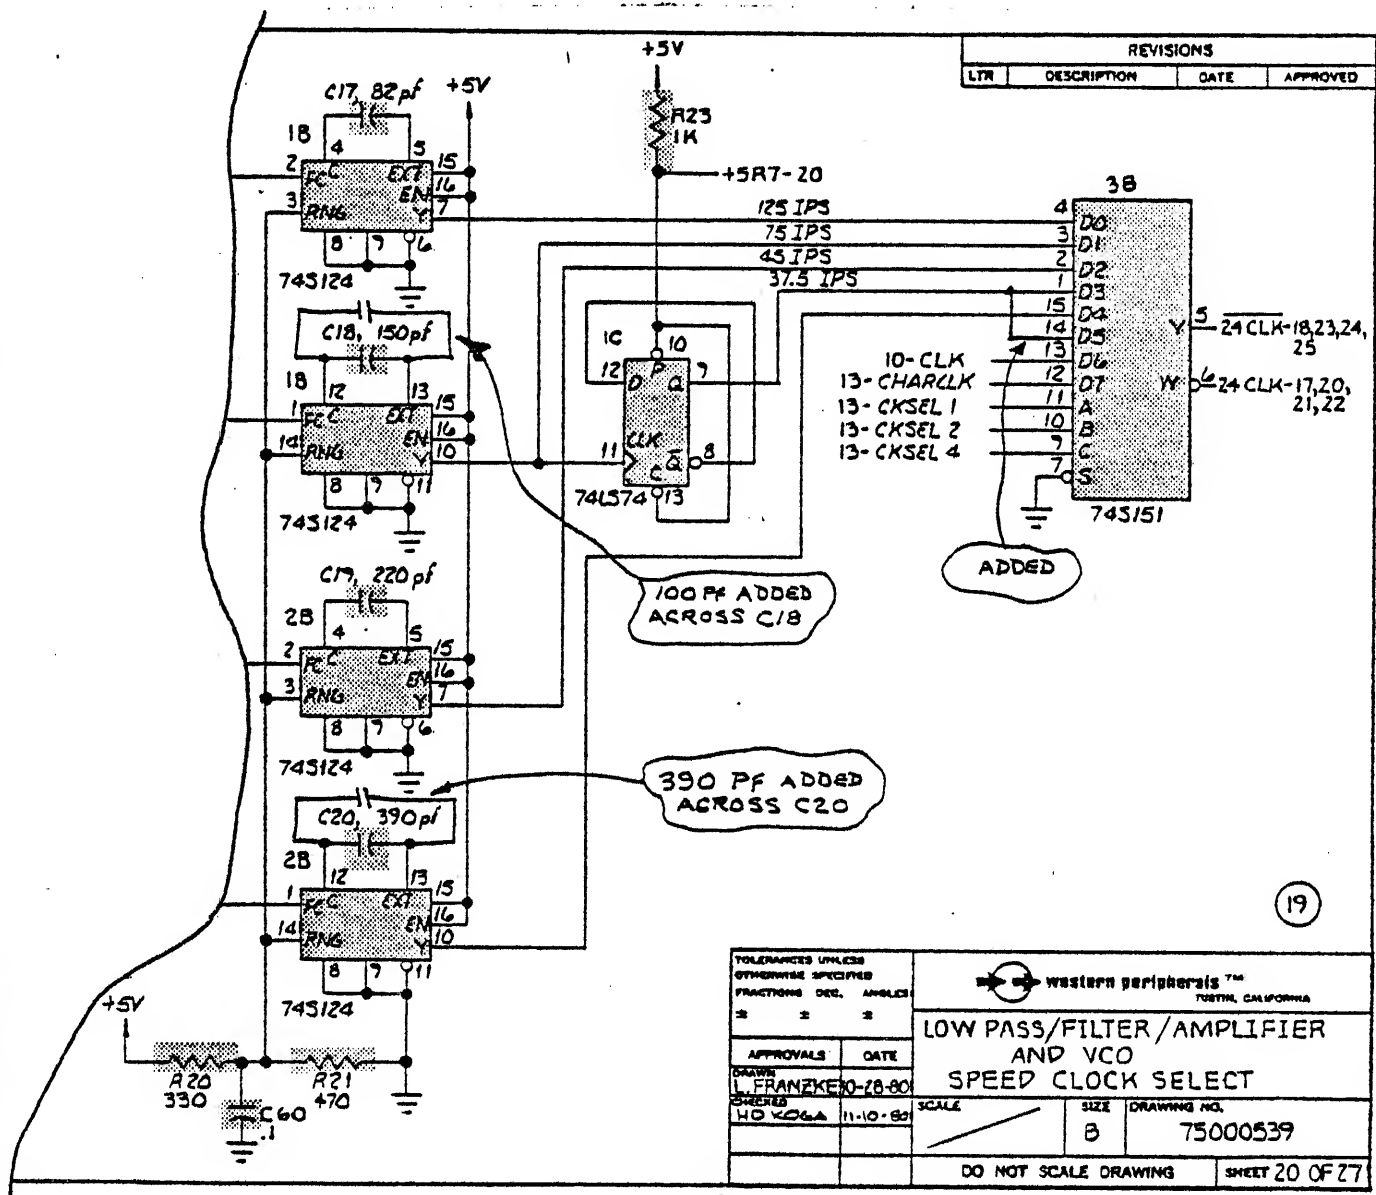 REVISIONS
LTR DESCRIPTION DATE APPROVED
+5V
+5V
R23
1K
+5R7-20
C17, 82pf
1B
4 5
2 FC C EXT 15
EN 16
3 RNG Y 7
8 9 6
74S124
C18, 150pf
1B
12 13
1 FC C EXT 15
EN 16
14 RNG Y 10
8 9 11
74S124
C19, 220pf
2B
4 5
2 FC C EXT 15
EN 16
3 RNG Y 7
8 9 6
74S124
C20, 390pf
2B
12 13
1 FC C EXT 15
EN 16
14 RNG Y 10
8 9 11
74S124
+5V
R20
330
R21
470
C60
.1
125 IPS
75 IPS
45 IPS
37.5 IPS
1C
10
12 D P Q 9
11 CLK
C Q 8
74LS74 13
3B
4 D0
3 D1
2 D2
1 D3
15 D4
14 D5
10-CLK 13 D6
13-CHARCLK 12 D7
13-CKSEL 1 11 A
13-CKSEL 2 10 B
13-CKSEL 4 9 C
7 S
74S151
Y 5 24 CLK-18,23,24,
25
W 6 24 CLK-17,20,
21,22
ADDED
100 Pf ADDED
ACROSS C18
390 PF ADDED
ACROSS C20
19
TOLERANCES UNLESS
OTHERWISE SPECIFIED
FRACTIONS DEC. ANGLES
± ± ±
APPROVALS DATE
DRAWN
L. FRANZKE 10-28-80
CHECKED
HD KOGA 11-10-80
western peripherals ™
TUSTIN, CALIFORNIA
LOW PASS/FILTER/AMPLIFIER
AND VCO
SPEED CLOCK SELECT
SCALE SIZE DRAWING NO.
B 75000539
DO NOT SCALE DRAWING SHEET 20 OF 27